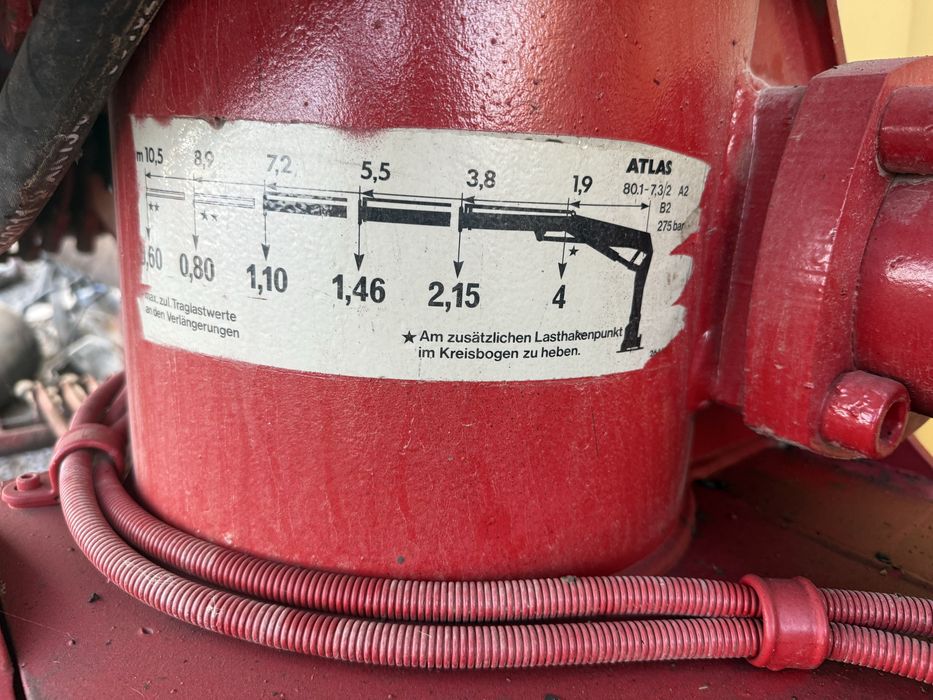 m 10,5 8,9 7,2 5,5 3,8 1,9
ATLAS
80.1-7,3/2 A2
B2
275 bar
★★ ★★ ★
0,60 0,80 1,10 1,46 2,15 4
max. zul. Traglastwerte
an den Verlängerungen
★ Am zusätzlichen Lasthakenpunkt
im Kreisbogen zu heben.